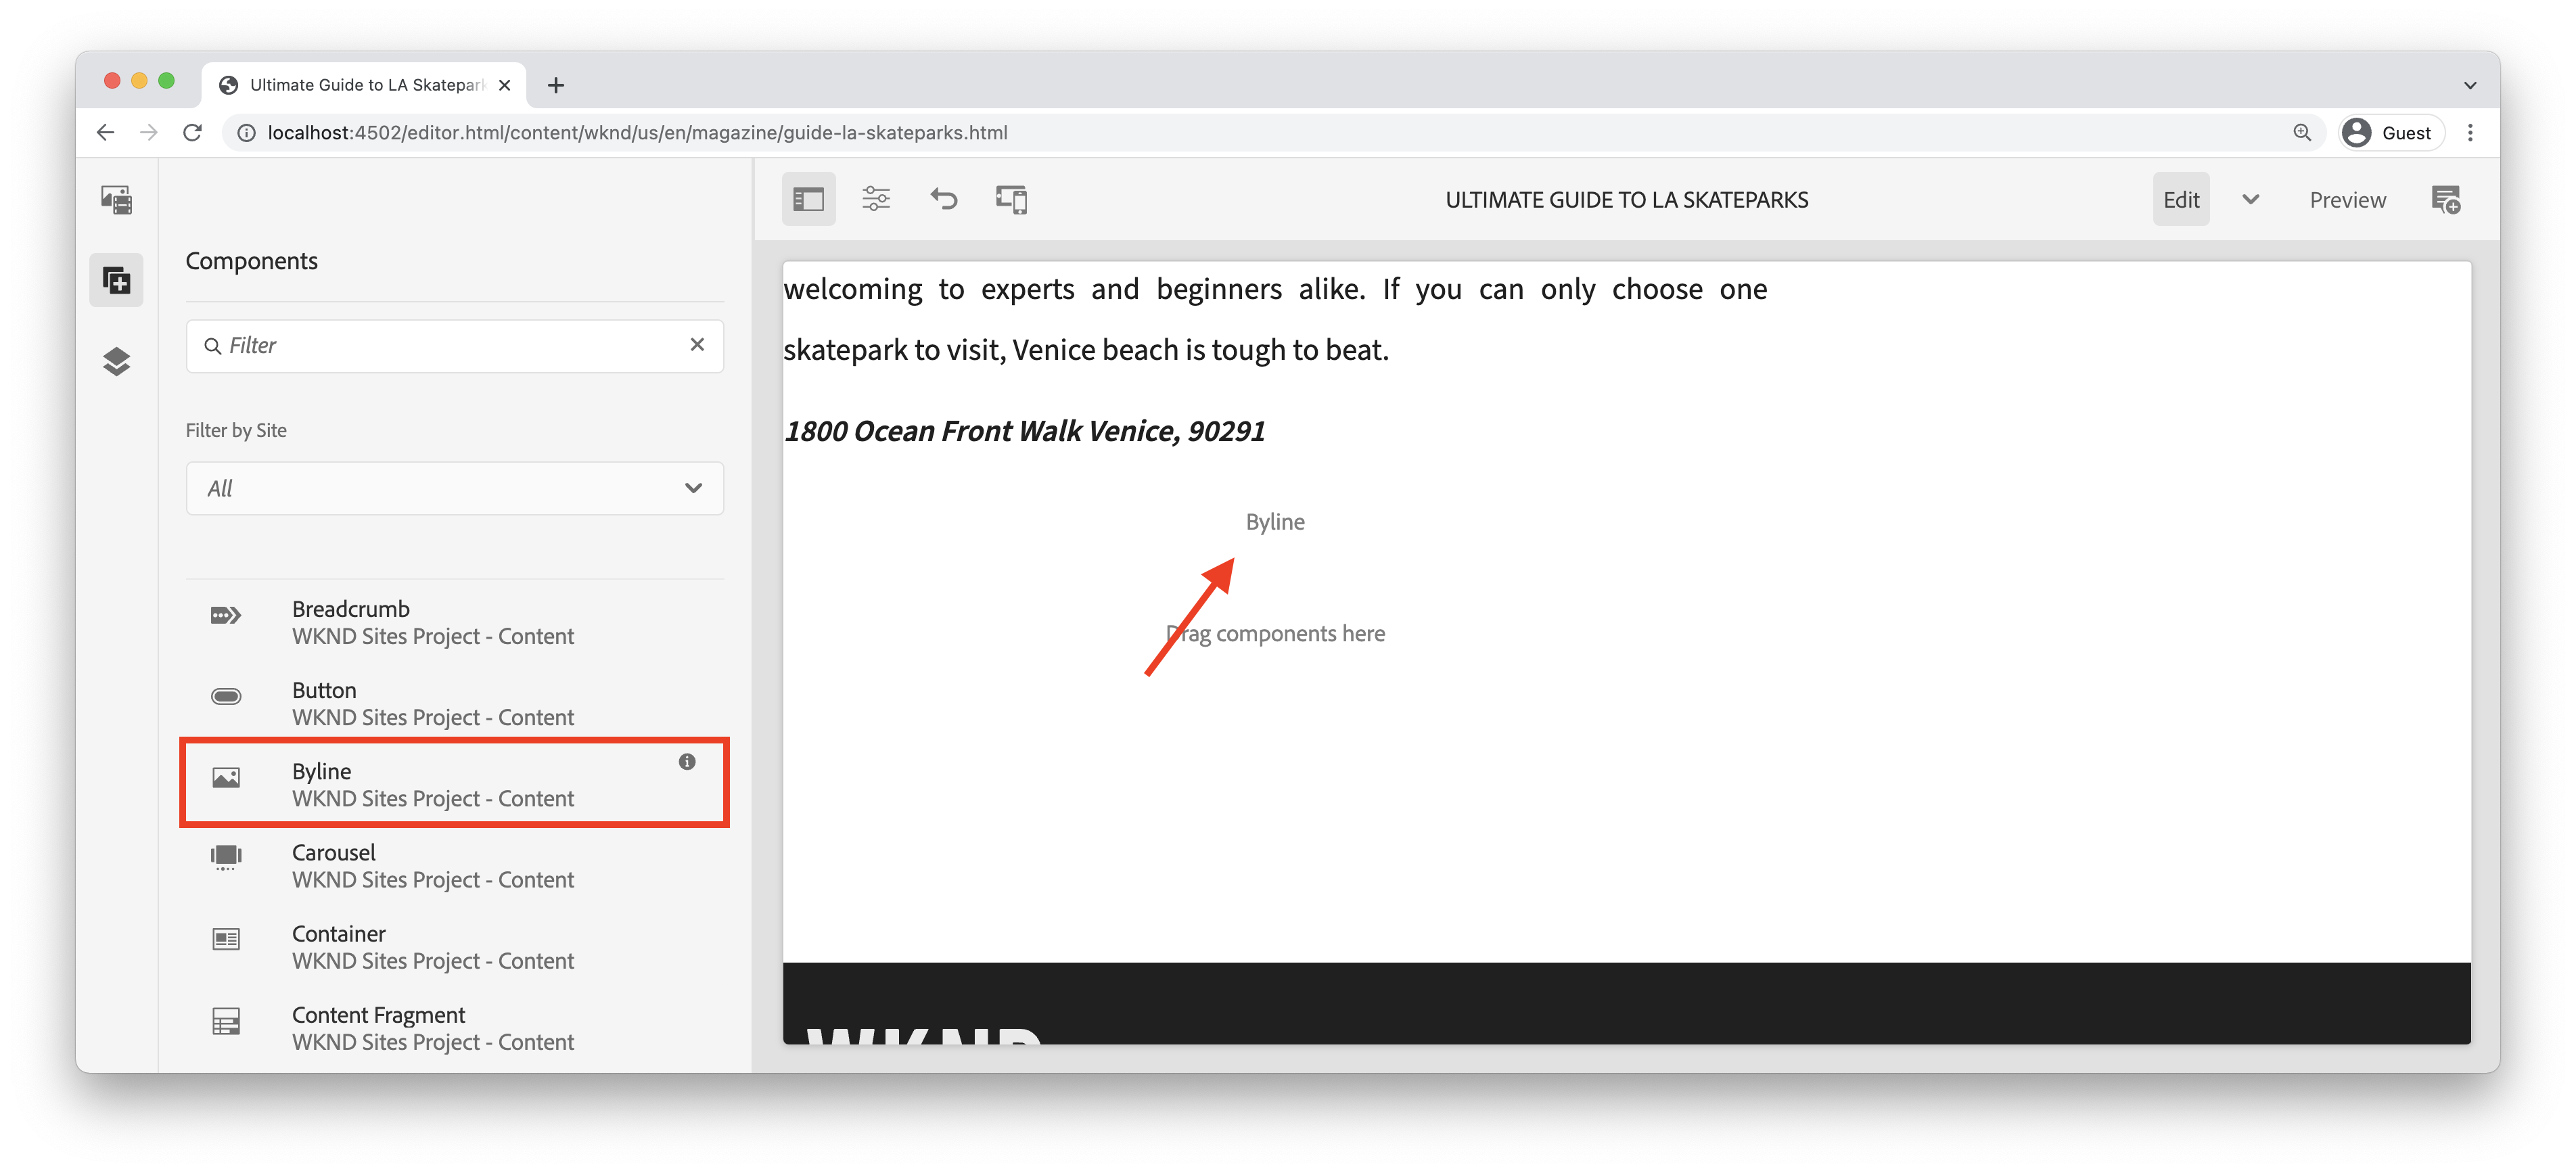 Ultimate Guide to LA Skatepark
localhost:4502/editor.html/content/wknd/us/en/magazine/guide-la-skateparks.html
Guest
ULTIMATE GUIDE TO LA SKATEPARKS
Edit
Preview
Components
Filter
Filter by Site
All
Breadcrumb
WKND Sites Project - Content
Button
WKND Sites Project - Content
Byline
WKND Sites Project - Content
Carousel
WKND Sites Project - Content
Container
WKND Sites Project - Content
Content Fragment
WKND Sites Project - Content
welcoming to experts and beginners alike. If you can only choose one
skatepark to visit, Venice beach is tough to beat.
1800 Ocean Front Walk Venice, 90291
Byline
Drag components here
WKND